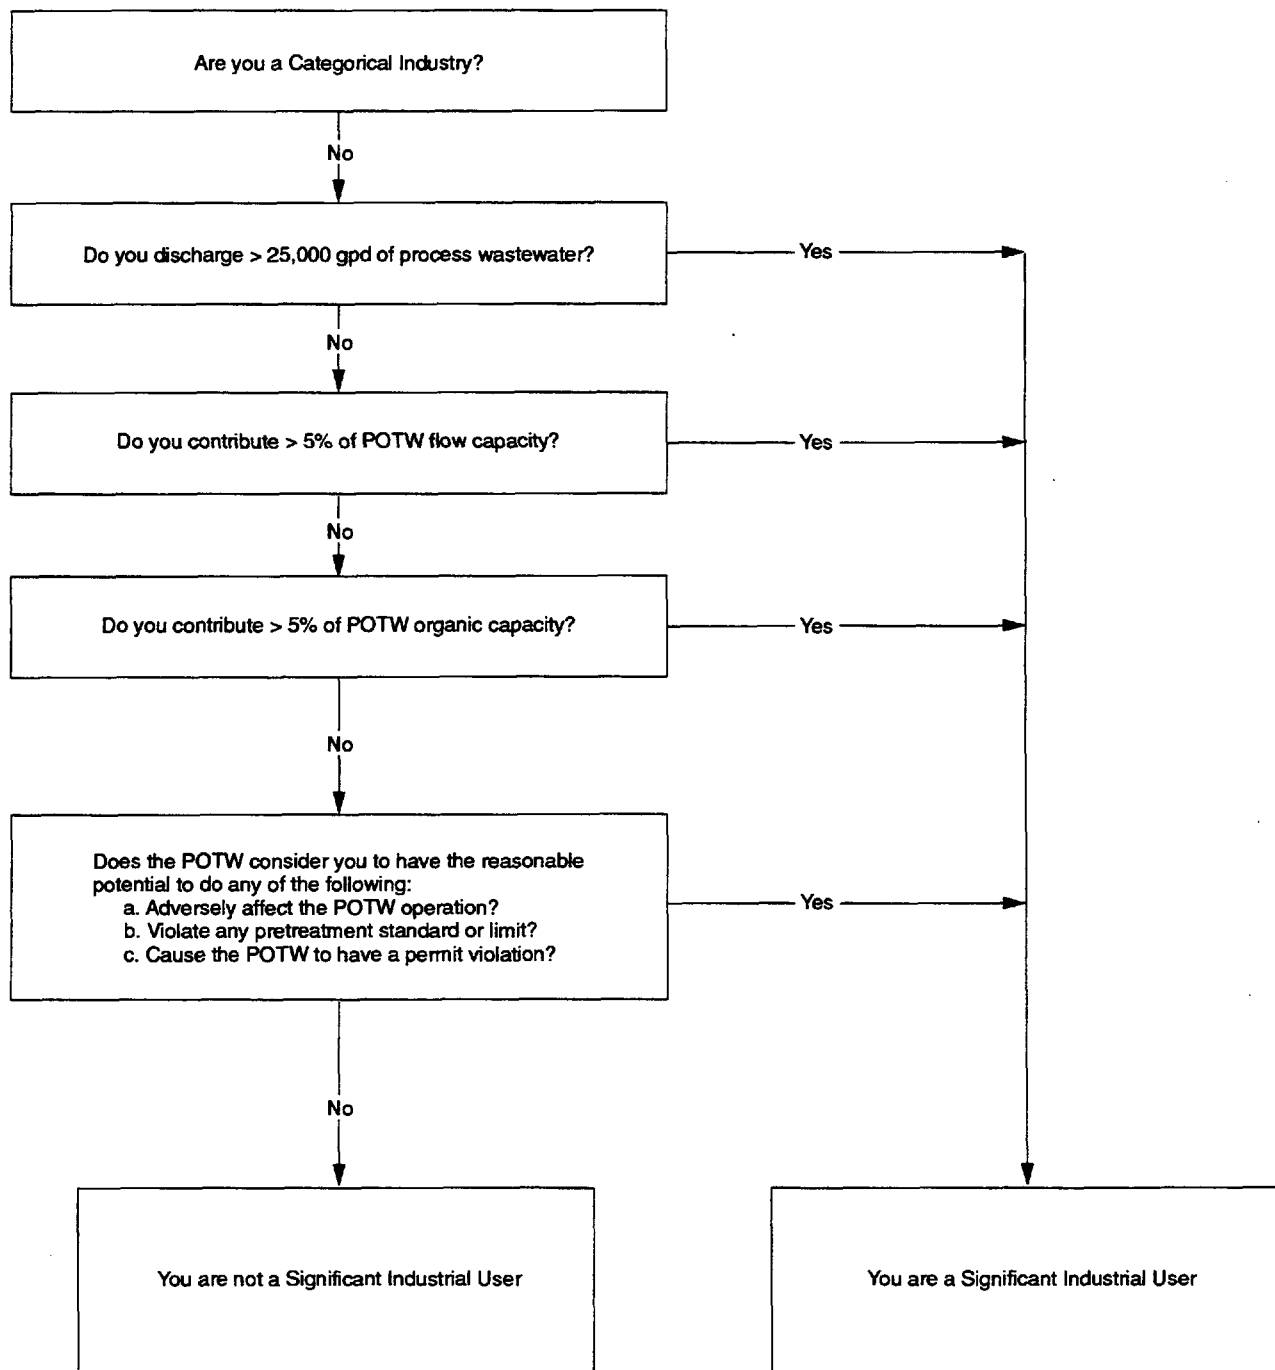 Are you a Categorical Industry?
No
Do you discharge > 25,000 gpd of process wastewater?
Yes
No
Do you contribute > 5% of POTW flow capacity?
Yes
No
Do you contribute > 5% of POTW organic capacity?
Yes
No
Does the POTW consider you to have the reasonable
potential to do any of the following:
a. Adversely affect the POTW operation?
b. Violate any pretreatment standard or limit?
c. Cause the POTW to have a permit violation?
Yes
No
You are not a Significant Industrial User
You are a Significant Industrial User